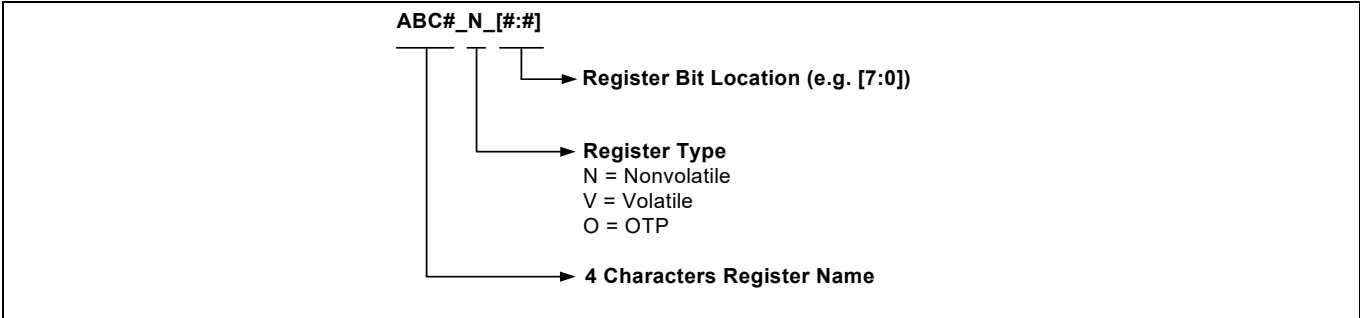 ABC#_N_[#:#]
Register Bit Location (e.g. [7:0])
Register Type
N = Nonvolatile
V = Volatile
O = OTP
4 Characters Register Name